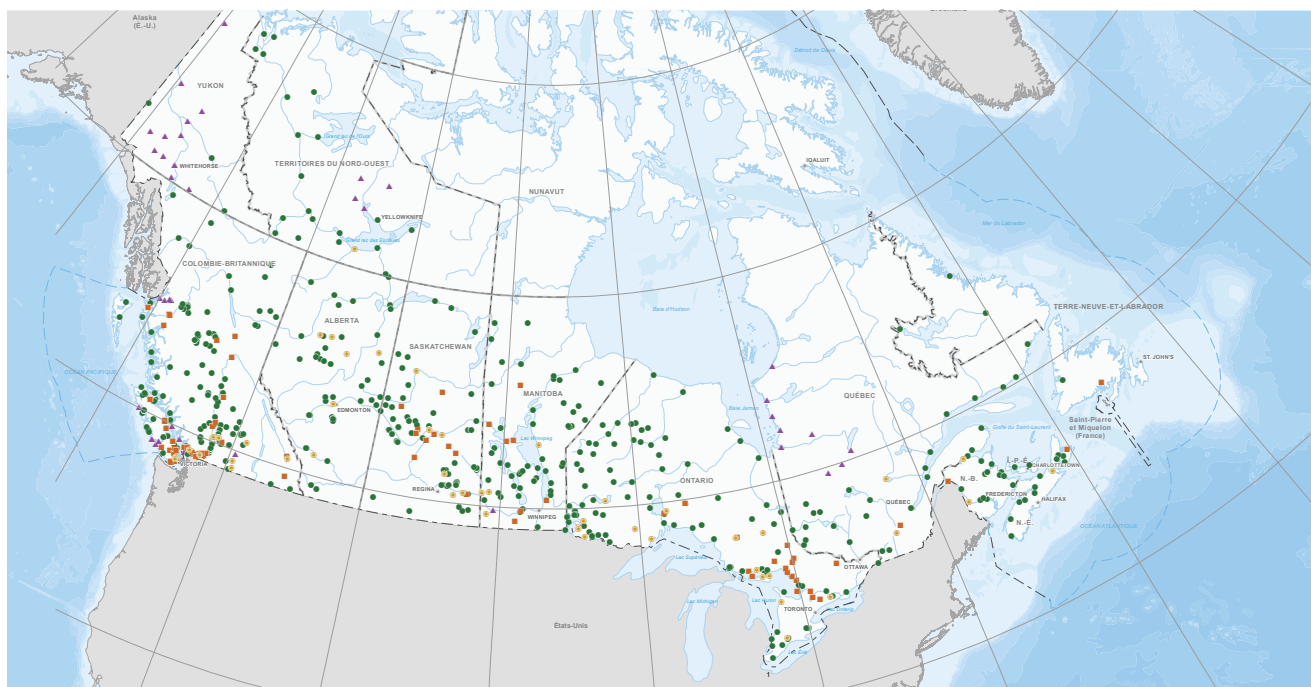 Alaska
(É.-U.)
Détroit de Davis
YUKON
Grand lac de l'Ours
WHITEHORSE
TERRITOIRES DU NORD-OUEST
IQALUIT
NUNAVUT
YELLOWKNIFE
Mer du Labrador
Grand lac des Esclaves
COLOMBIE-BRITANNIQUE
TERRE-NEUVE-ET-LABRADOR
Baie d'Hudson
ALBERTA
SASKATCHEWAN
ST. JOHN'S
OCÉAN PACIFIQUE
MANITOBA
QUÉBEC
EDMONTON
Baie James
Saint-Pierre
et Miquelon
(France)
Golfe du Saint-Laurent
Lac Winnipeg
VICTORIA
Î.-P.-É.
CHARLOTTETOWN
ONTARIO
N.-B.
REGINA
FREDERICTON
HALIFAX
QUÉBEC
WINNIPEG
N.-É.
OCÉAN ATLANTIQUE
Lac Supérieur
OTTAWA
Lac Michigan
Lac Huron
TORONTO
Lac Ontario
États-Unis
Lac Érié
1